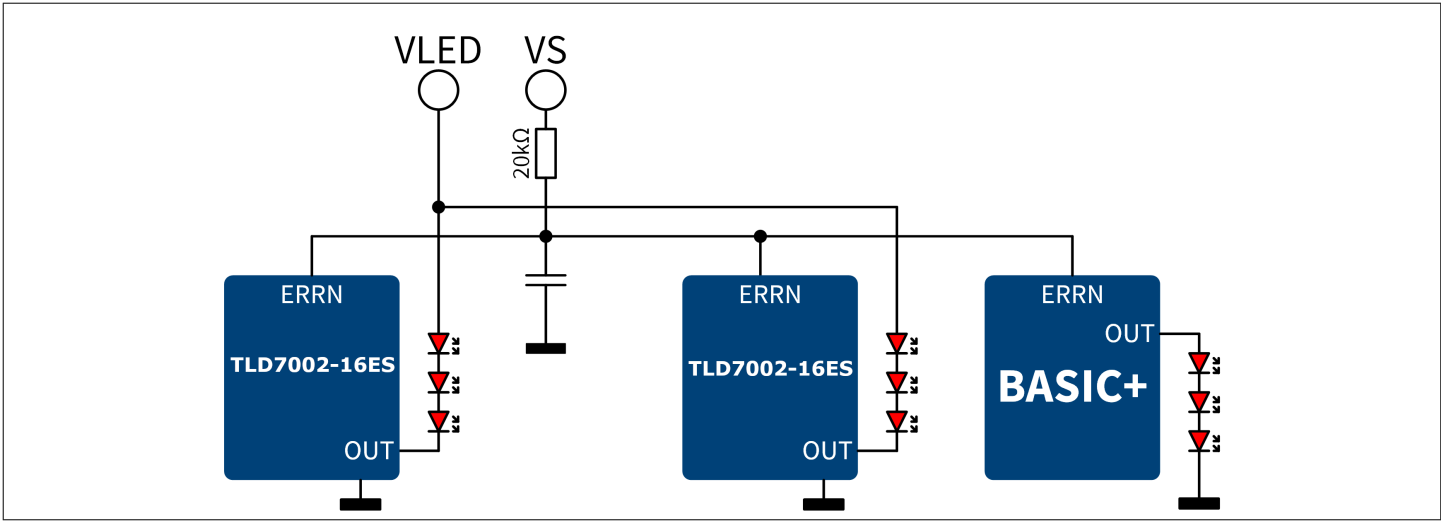 VLED
VS
20kΩ
ERRN
TLD7002-16ES
OUT
ERRN
TLD7002-16ES
OUT
ERRN
OUT
BASIC+